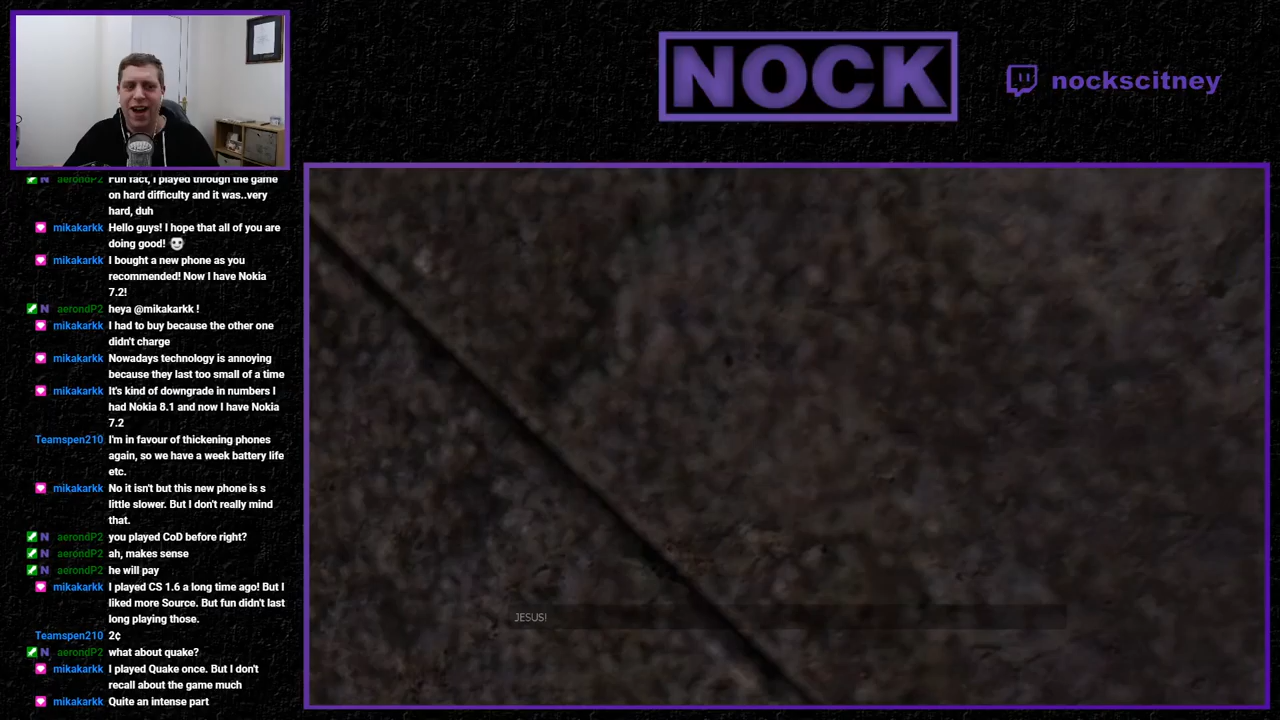 NOCK
nockscitney
aerondP2 Fun fact, I played through the game
on hard difficulty and it was..very
hard, duh
mikakarkk Hello guys! I hope that all of you are
doing good!
mikakarkk I bought a new phone as you
recommended! Now I have Nokia
7.2!
N aerondP2 heya @mikakarkk !
mikakarkk I had to buy because the other one
didn't charge
mikakarkk Nowadays technology is annoying
because they last too small of a time
mikakarkk It's kind of downgrade in numbers I
had Nokia 8.1 and now I have Nokia
7.2
Teamspen210 I'm in favour of thickening phones
again, so we have a week battery life
etc.
mikakarkk No it isn't but this new phone is s
little slower. But I don't really mind
that.
N aerondP2 you played CoD before right?
N aerondP2 ah, makes sense
N aerondP2 he will pay
mikakarkk I played CS 1.6 a long time ago! But I
liked more Source. But fun didn't last
long playing those.
Teamspen210 2¢
N aerondP2 what about quake?
mikakarkk I played Quake once. But I don't
recall about the game much
mikakarkk Quite an intense part
JESUS!